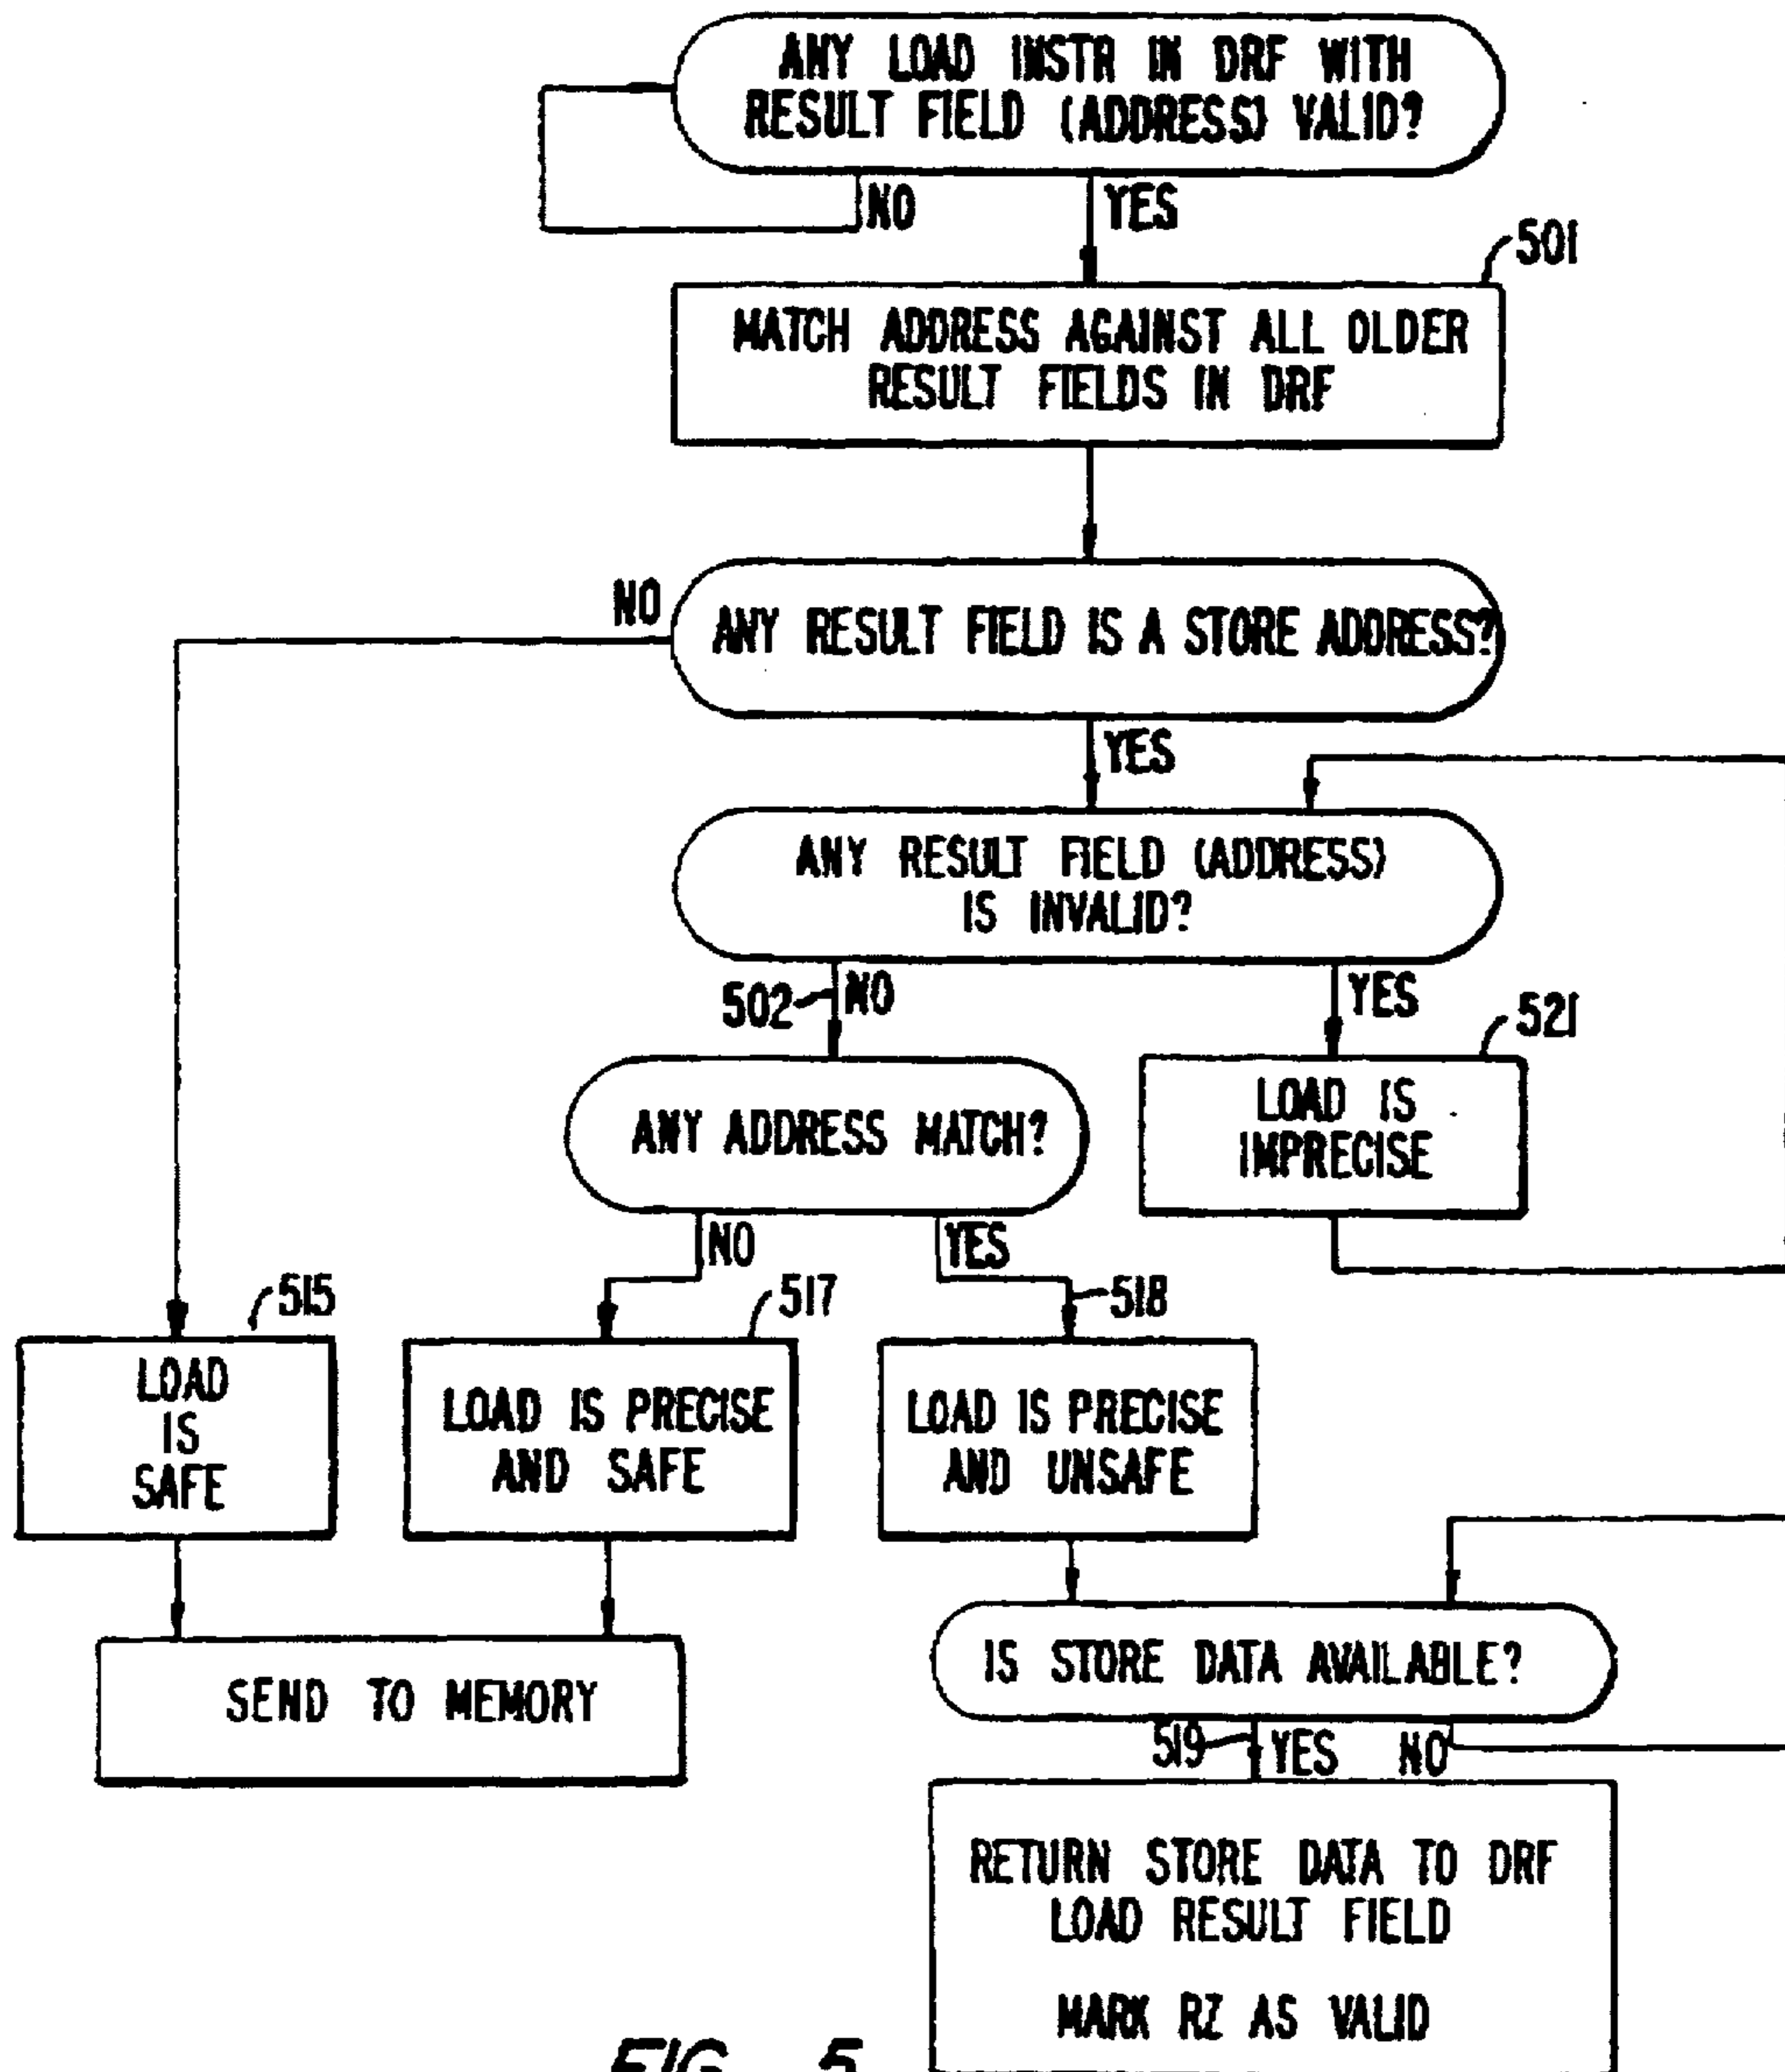 ANY LOAD INSTR IN DRF WITH
RESULT FIELD (ADDRESS) VALID?
NO
YES
501
MATCH ADDRESS AGAINST ALL OLDER
RESULT FIELDS IN DRF
NO
ANY RESULT FIELD IS A STORE ADDRESS?
YES
ANY RESULT FIELD (ADDRESS)
IS INVALID?
502
NO
YES
521
ANY ADDRESS MATCH?
LOAD IS
IMPRECISE
NO
YES
515
517
518
LOAD
IS
SAFE
LOAD IS PRECISE
AND SAFE
LOAD IS PRECISE
AND UNSAFE
IS STORE DATA AVAILABLE?
SEND TO MEMORY
519
YES
NO
RETURN STORE DATA TO DRF
LOAD RESULT FIELD
MARK RZ AS VALID
FIG. 5